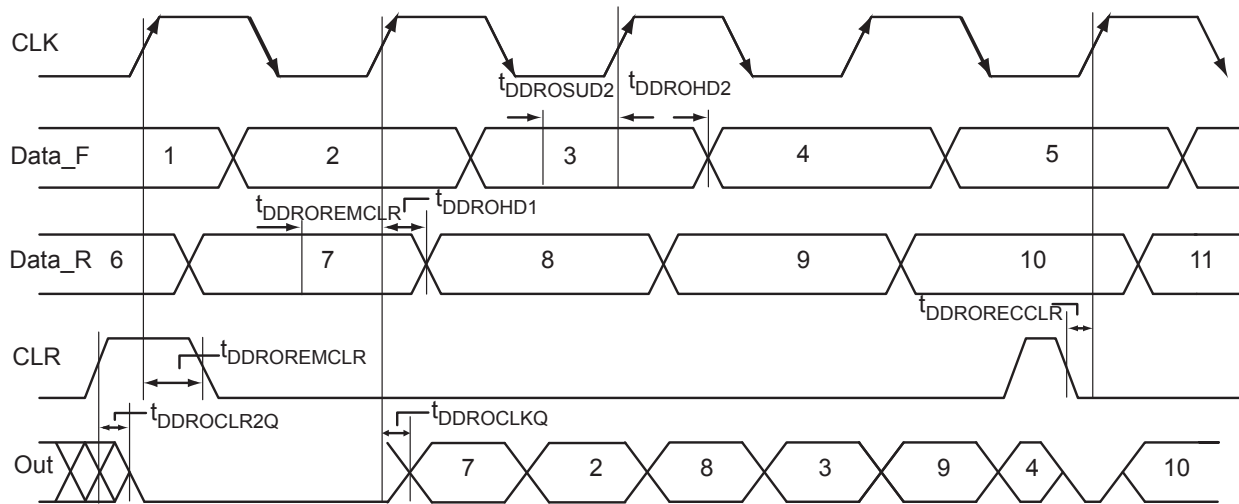 CLK
tDDROSUD2 tDDROHD2
Data_F 1 2 3 4 5
tDDROREMCLR tDDROHD1
Data_R 6 7 8 9 10 11
tDDRORECCLR
CLR tDDROREMCLR
tDDROCLR2Q tDDROCLKQ
Out 7 2 8 3 9 4 10